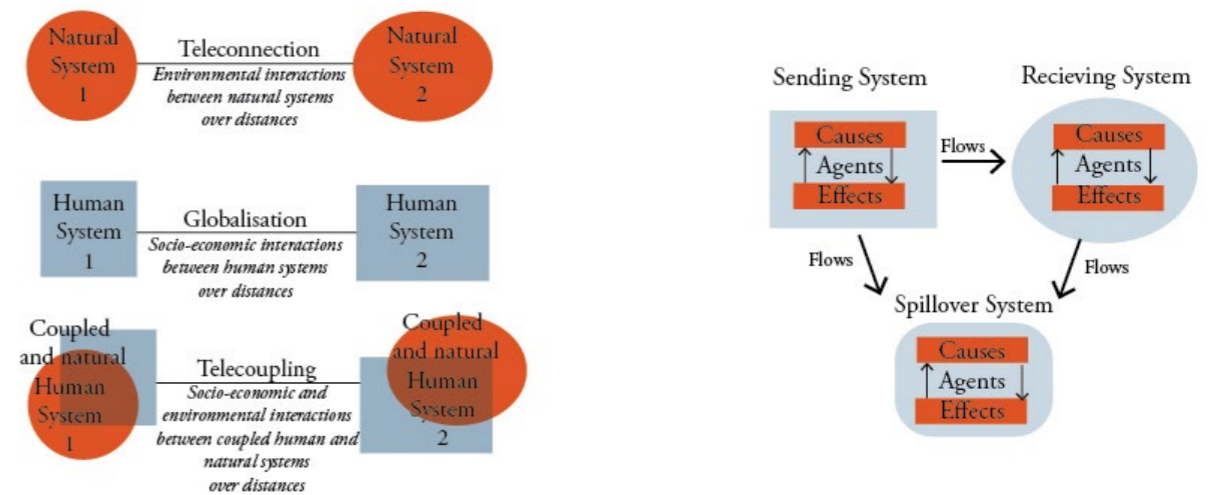 Natural
System
1
Teleconnection
Environmental interactions
between natural systems
over distances
Natural
System
2
Human
System
1
Globalisation
Socio-economic interactions
between human systems
over distances
Human
System
2
Coupled
and natural
Human
System
1
Telecoupling
Socio-economic and
environmental interactions
between coupled human and
natural systems
over distances
Coupled
and natural
Human
System
2
Sending System
Causes
Agents
Effects
Flows
Recieving System
Causes
Agents
Effects
Flows
Flows
Spillover System
Causes
Agents
Effects